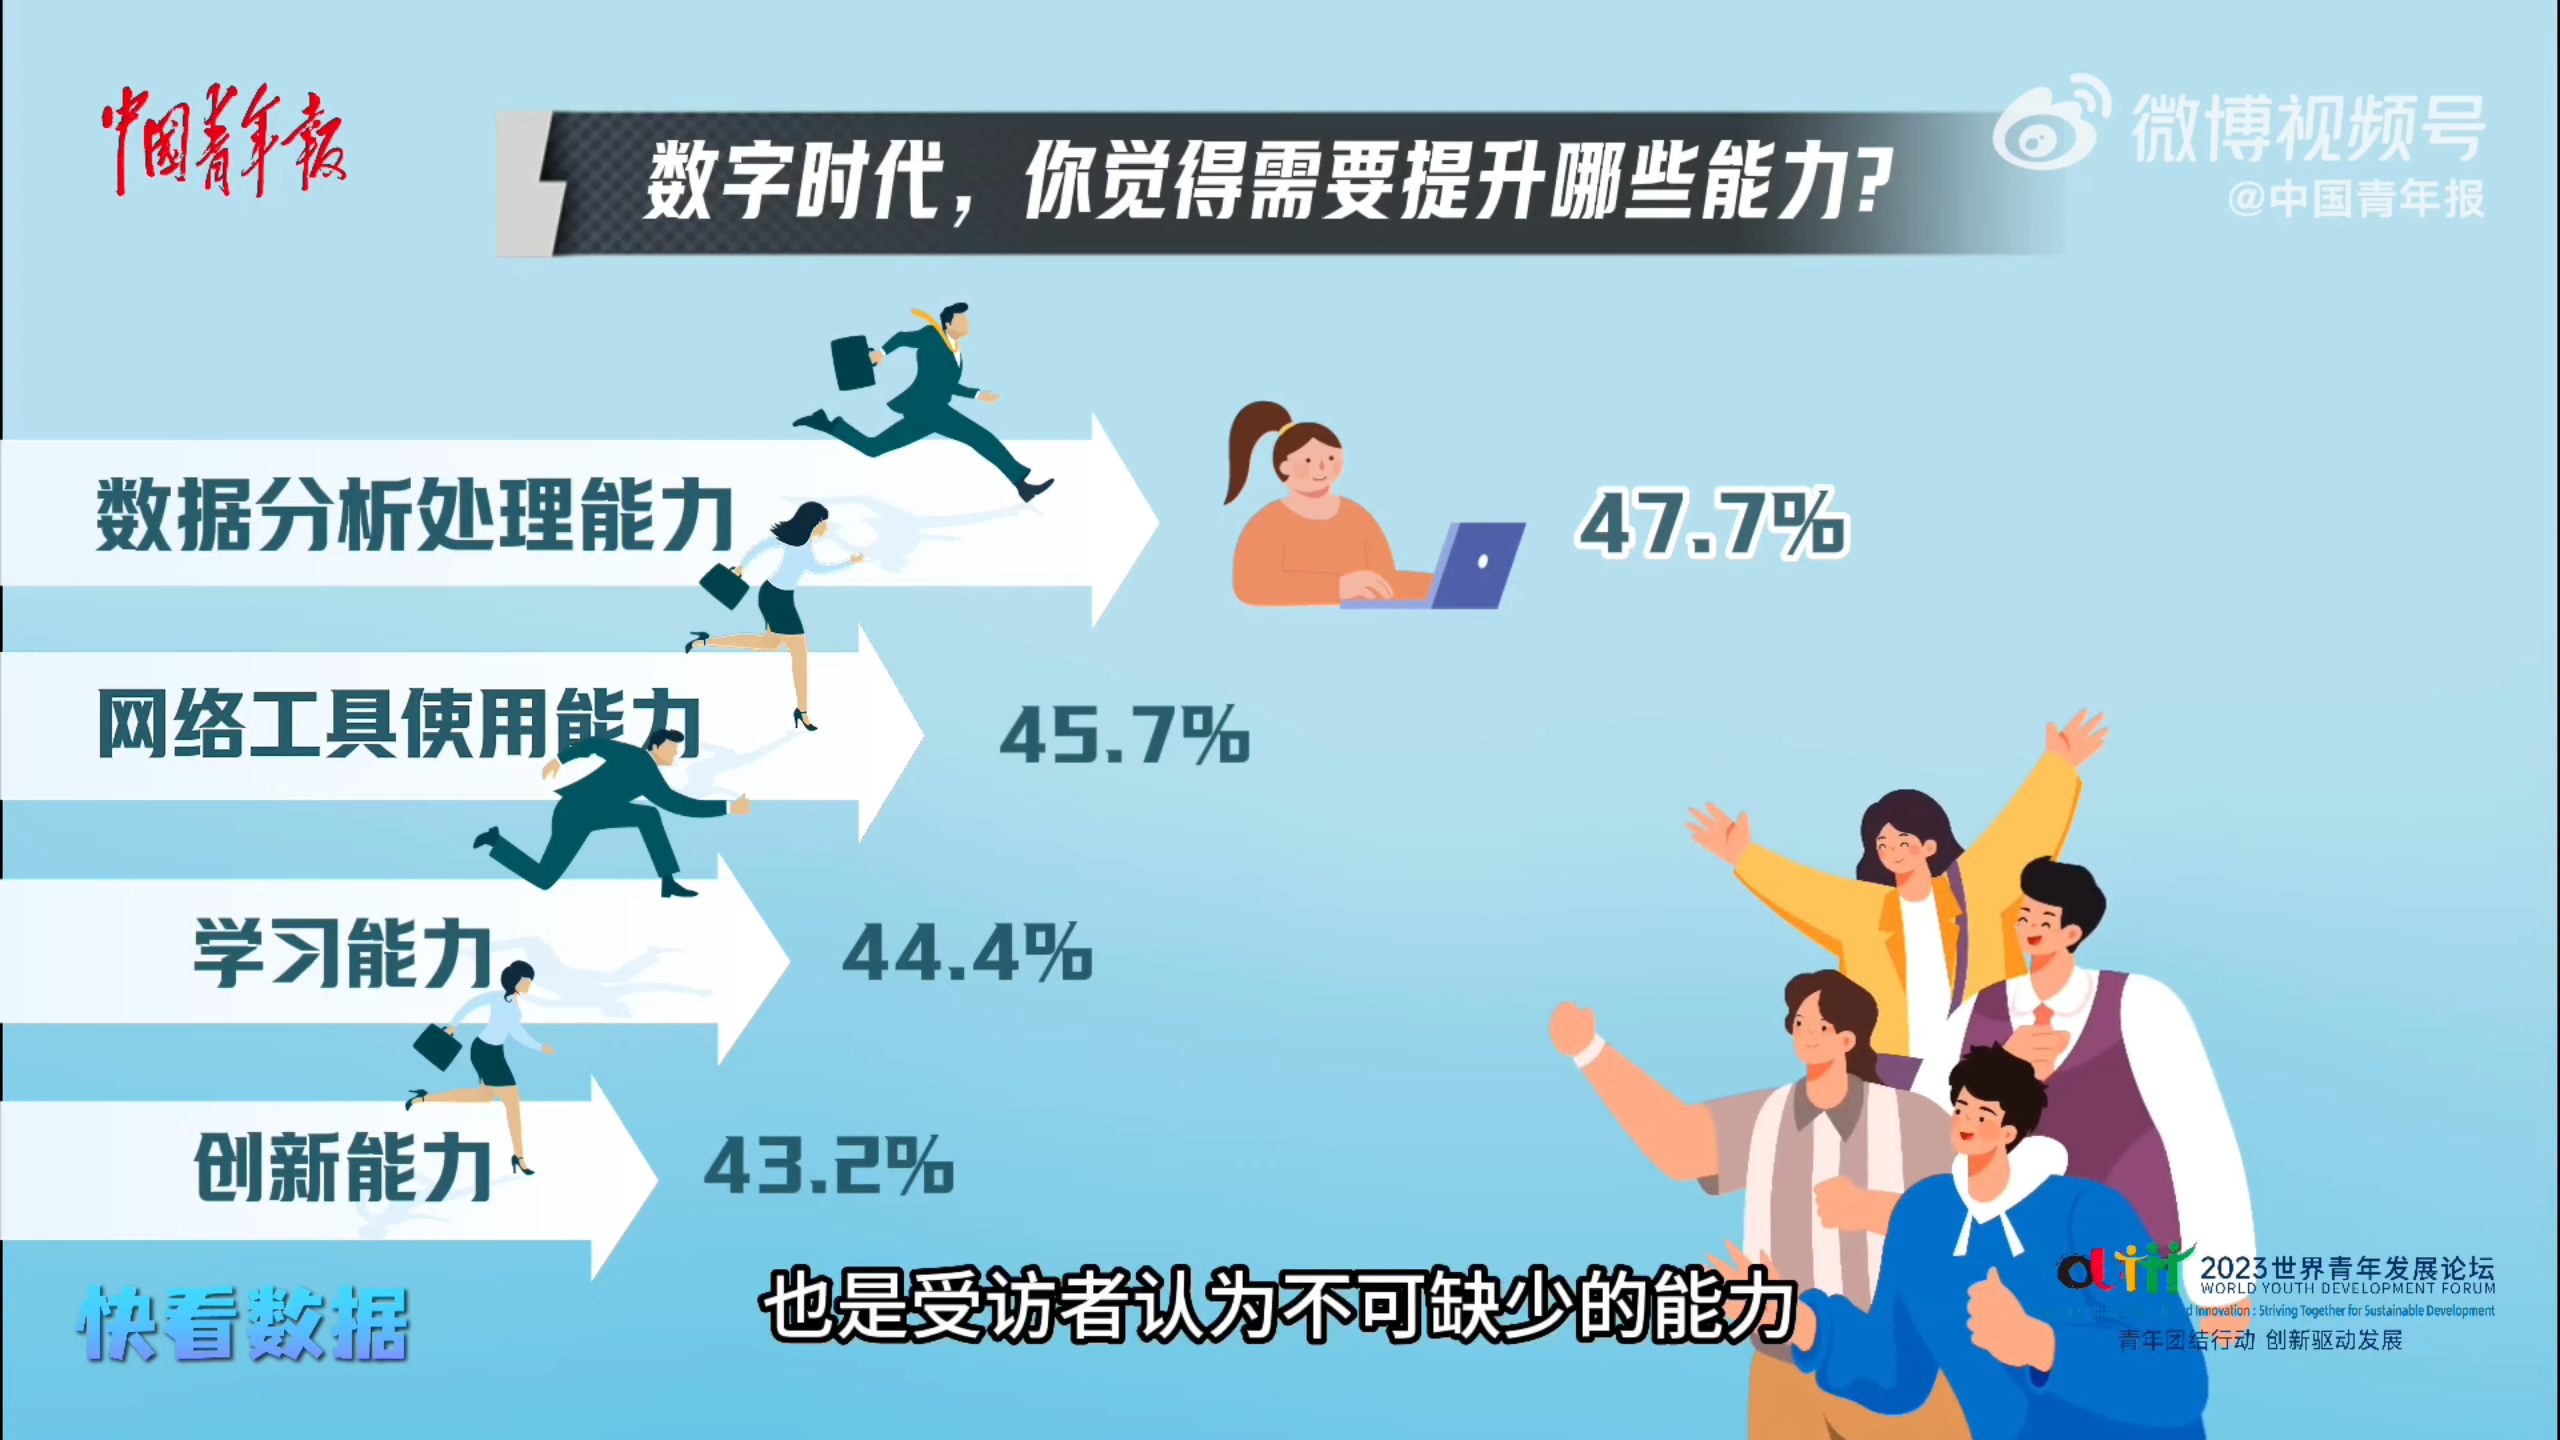 中国青年报
数字时代，你觉得需要提升哪些能力？
微博视频号
@中国青年报
数据分析处理能力
47.7%
网络工具使用能力
45.7%
学习能力
44.4%
创新能力
43.2%
快看数据
也是受访者认为不可缺少的能力
2023世界青年发展论坛
WORLD YOUTH DEVELOPMENT FORUM
Innovation : Striving Together for Sustainable Development
青年团结行动 创新驱动发展